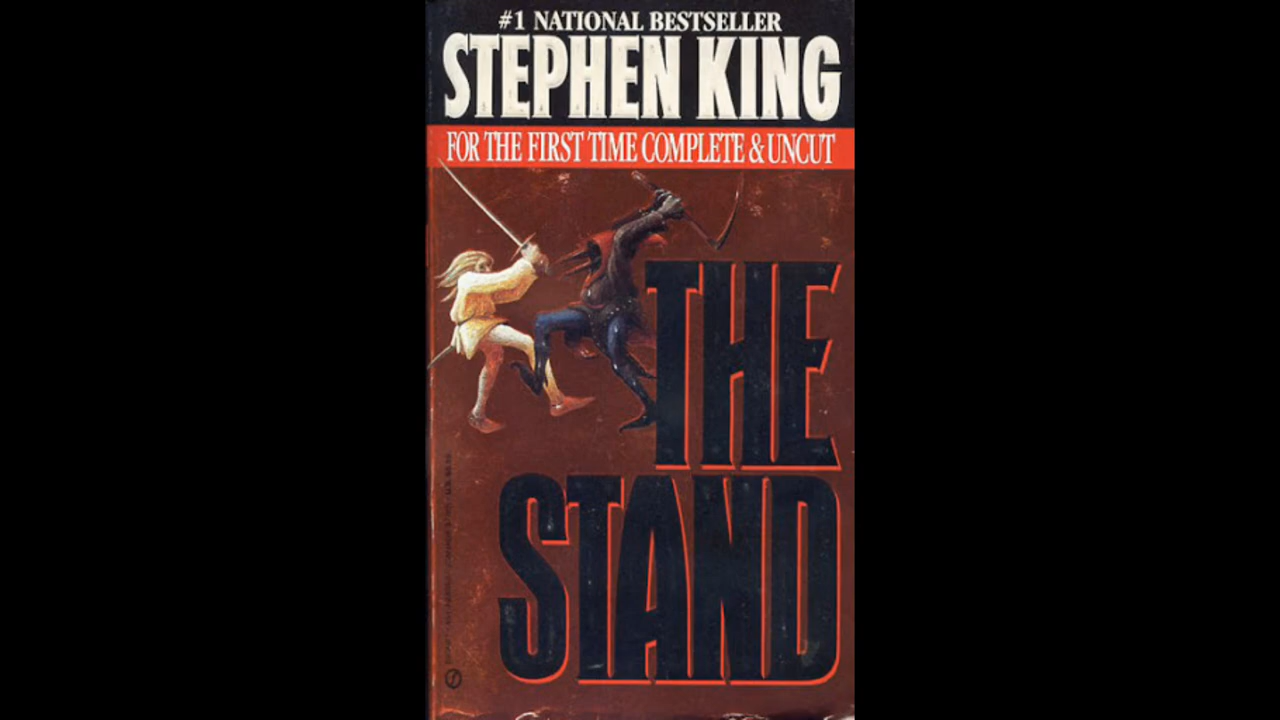 #1 NATIONAL BESTSELLER
STEPHEN KING
FOR THE FIRST TIME COMPLETE & UNCUT
THE
STAND